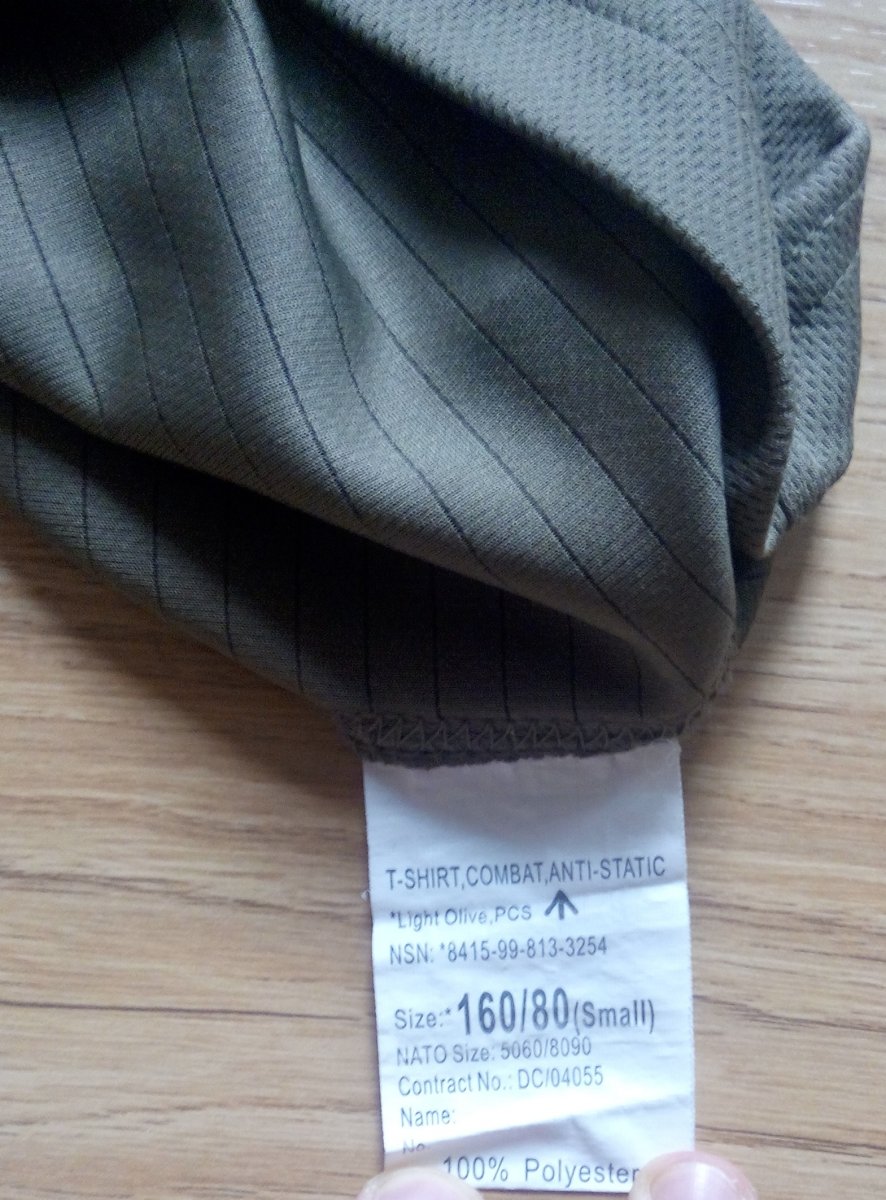 T-SHIRT,COMBAT,ANTI-STATIC
*Light Olive,PCS
NSN: *8415-99-813-3254
Size:*160/80(Small)
NATO Size: 5060/8090
Contract No.: DC/04055
Name:
No
100% Polyester